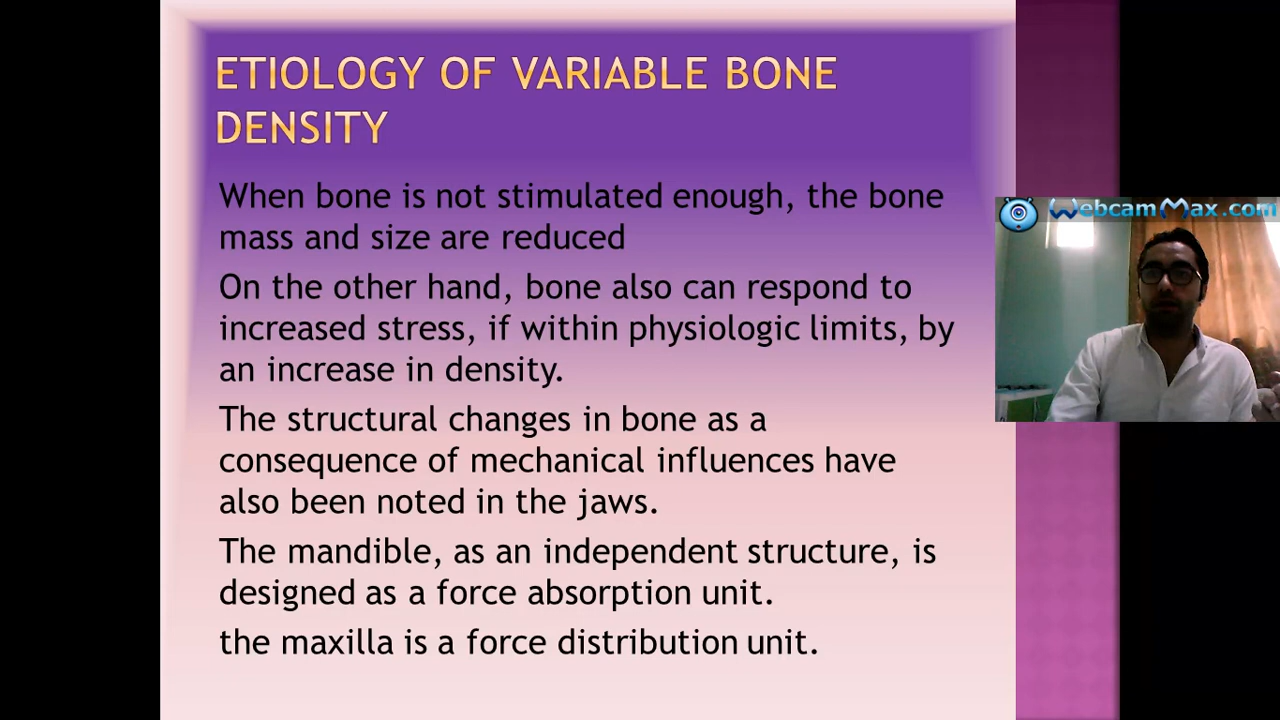 ETIOLOGY OF VARIABLE BONE
DENSITY
When bone is not stimulated enough, the bone
mass and size are reduced
On the other hand, bone also can respond to
increased stress, if within physiologic limits, by
an increase in density.
The structural changes in bone as a
consequence of mechanical influences have
also been noted in the jaws.
The mandible, as an independent structure, is
designed as a force absorption unit.
the maxilla is a force distribution unit.
WebcamMax.com